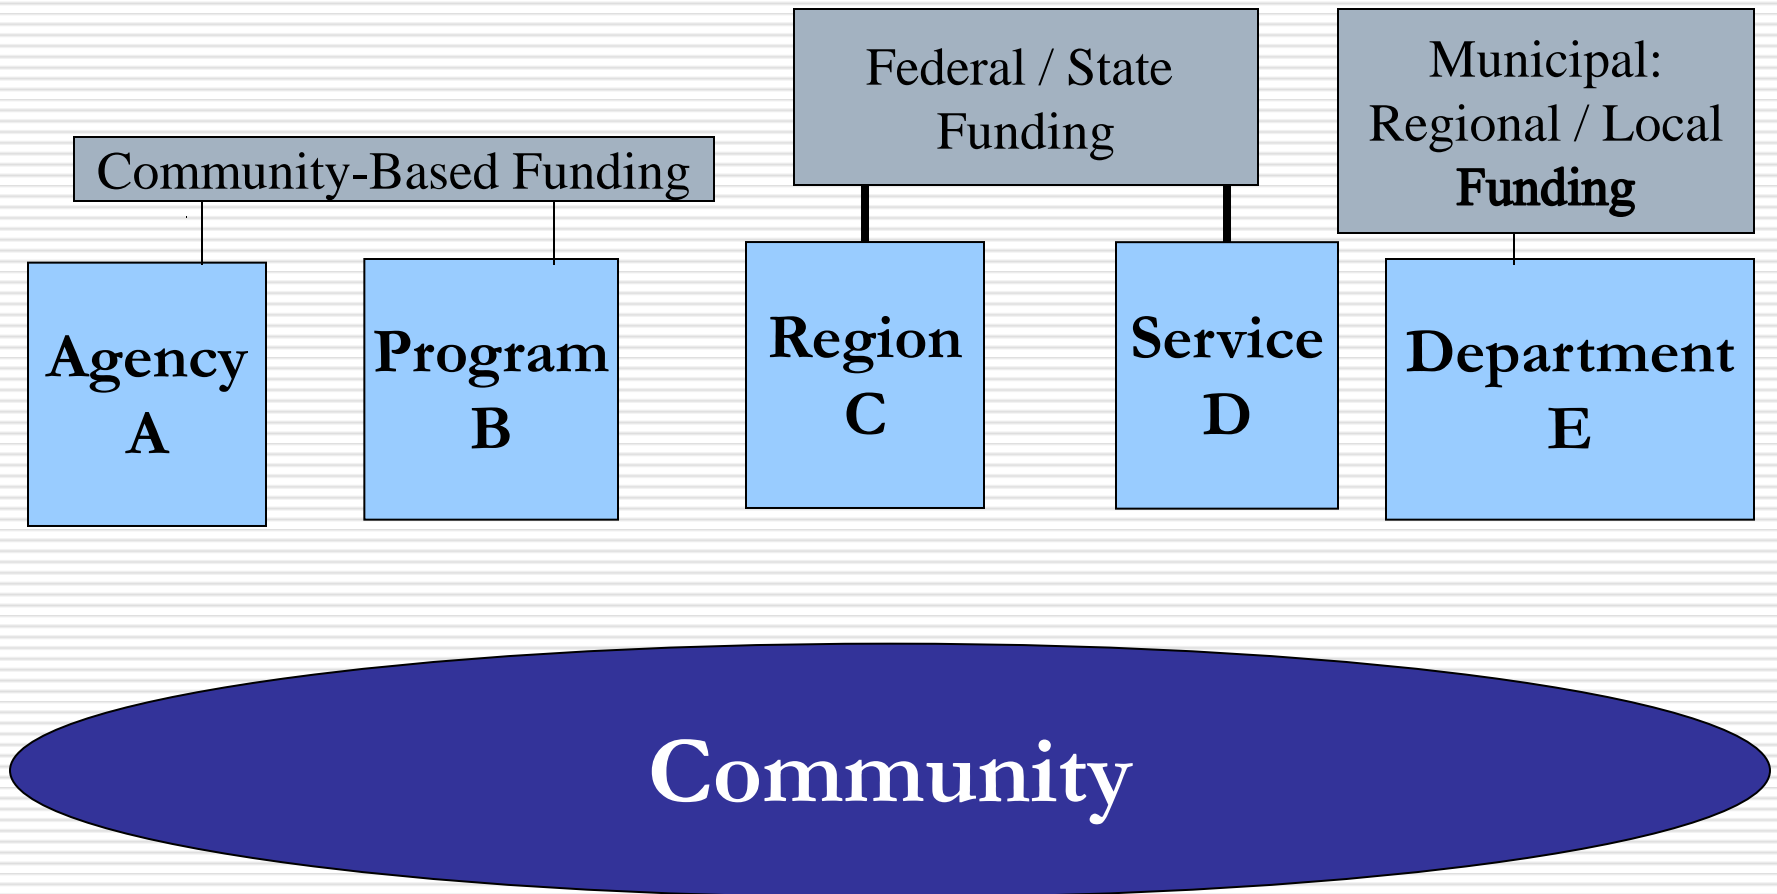 Community-Based Funding
Federal / State
Funding
Municipal:
Regional / Local
Funding
Agency
A
Program
B
Region
C
Service
D
Department
E
Community